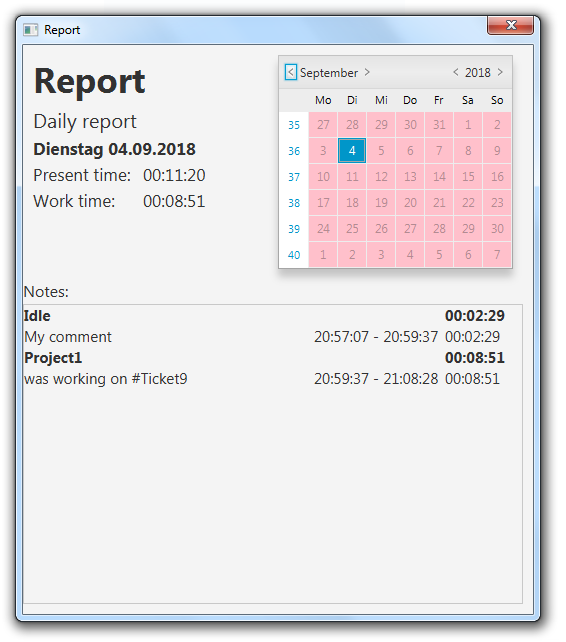 Report
Report
Daily report
Dienstag 04.09.2018
Present time: 00:11:20
Work time: 00:08:51
< September > < 2018 >
Mo Di Mi Do Fr Sa So
35 27 28 29 30 31 1 2
36 3 4 5 6 7 8 9
37 10 11 12 13 14 15 16
38 17 18 19 20 21 22 23
39 24 25 26 27 28 29 30
40 1 2 3 4 5 6 7
Notes:
Idle 00:02:29
My comment 20:57:07 - 20:59:37 00:02:29
Project1 00:08:51
was working on #Ticket9 20:59:37 - 21:08:28 00:08:51